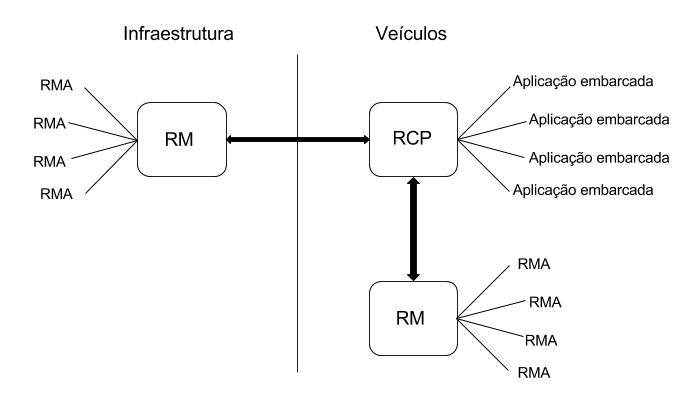 Infraestrutura
Veículos
RMA
RMA
RMA
RMA
RM
RCP
Aplicação embarcada
Aplicação embarcada
Aplicação embarcada
Aplicação embarcada
RM
RMA
RMA
RMA
RMA